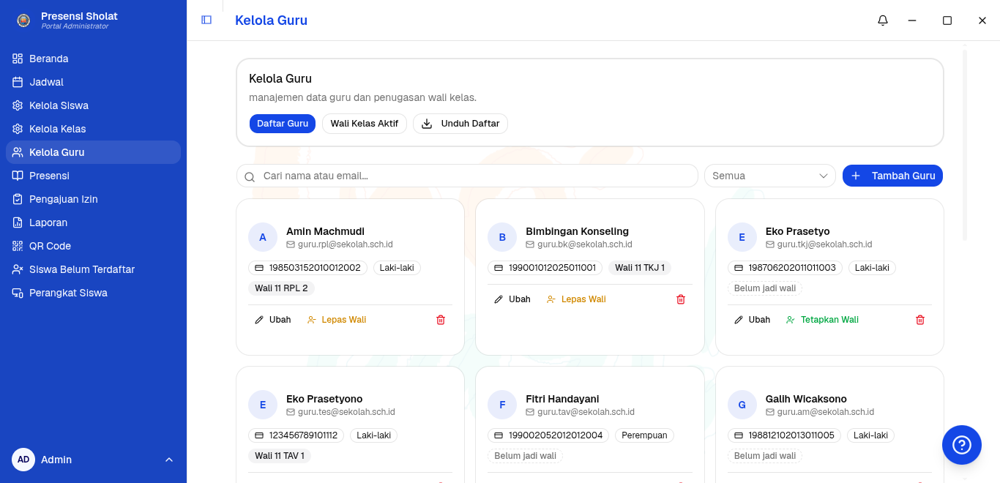 Presensi Sholat
Portal Administrator
Beranda
Jadwal
Kelola Siswa
Kelola Kelas
Kelola Guru
Presensi
Pengajuan Izin
Laporan
QR Code
Siswa Belum Terdaftar
Perangkat Siswa
AD Admin
Kelola Guru
Kelola Guru
manajemen data guru dan penugasan wali kelas.
Daftar Guru Wali Kelas Aktif Unduh Daftar
Cari nama atau email... Semua Tambah Guru
A Amin Machmudi
guru.rpl@sekolah.sch.id
198503152010012002 Laki-laki
Wali 11 RPL 2
Ubah Lepas Wali
B Bimbingan Konseling
guru.bk@sekolah.sch.id
199001012025011001 Wali 11 TKJ 1
Ubah Lepas Wali
E Eko Prasetyo
guru.tkj@sekolah.sch.id
198706202011011003 Laki-laki
Belum jadi wali
Ubah Tetapkan Wali
E Eko Prasetyono
guru.tes@sekolah.sch.id
123456789101112 Laki-laki
Wali 11 TAV 1
F Fitri Handayani
guru.tav@sekolah.sch.id
199002052012012004 Perempuan
Belum jadi wali
G Galih Wicaksono
guru.am@sekolah.sch.id
198812102013011005 Laki-laki
Belum jadi wali